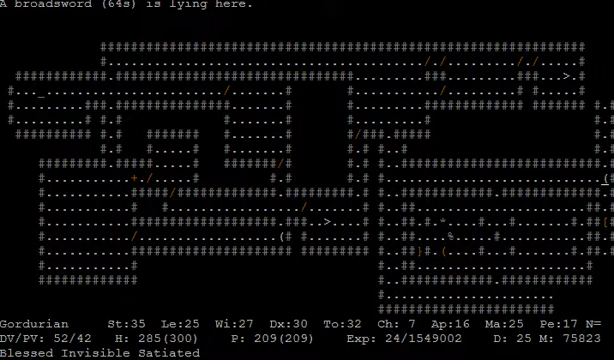 A broadsword (64s) is lying here.
Gordurian St:35 Le:25 Wi:27 Dx:30 To:32 Ch: 7 Ap:16 Ma:25 Pe:17 N=
DV/PV: 52/42 H: 285(300) P: 209(209) Exp: 24/1549002 D: 25 M: 75823
Blessed Invisible Satiated